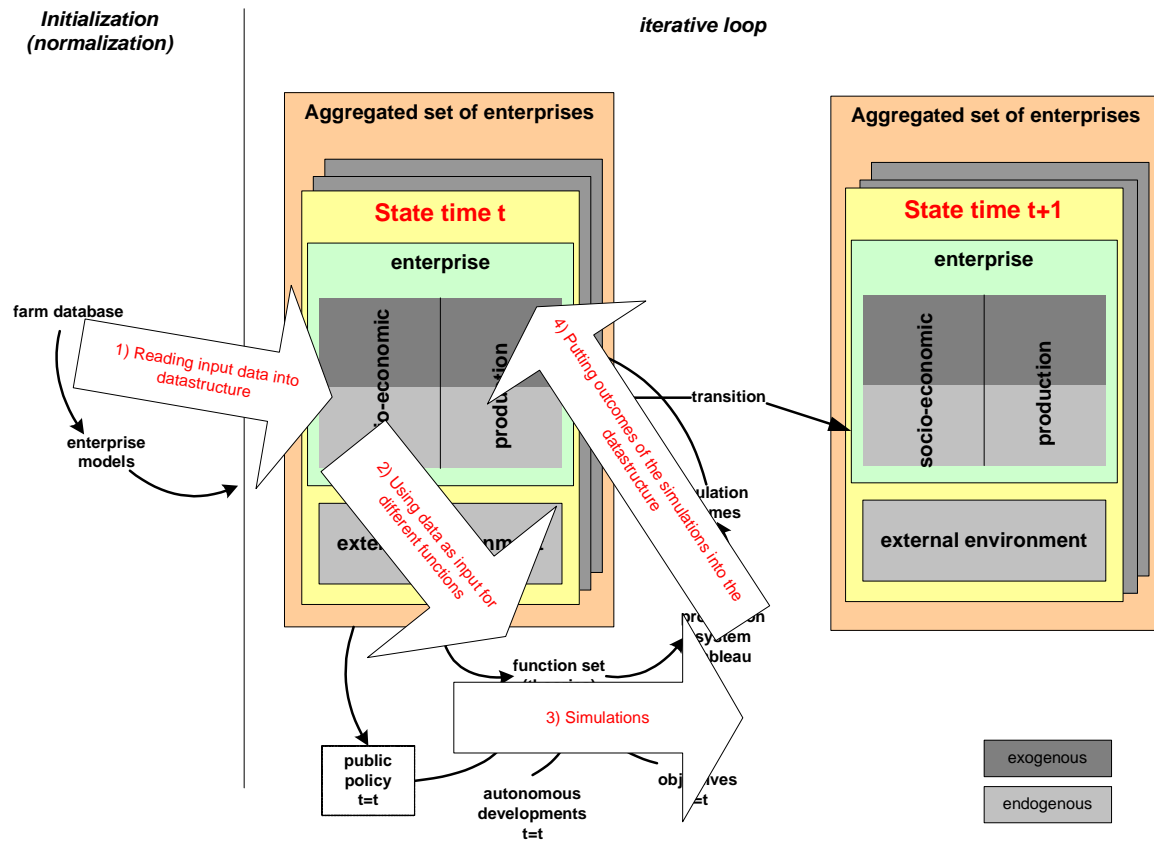 Initialization
(normalization)
iterative loop
Aggregated set of enterprises
State time t
enterprise
production
farm database
1) Reading input data into
datastructure
enterprise
models
2) Using data as input for
different functions
4) Putting outcomes of the simulations into the
datastructure
transition
function set
system
3) Simulations
public
policy
t=t
autonomous
developments
t=t
Aggregated set of enterprises
State time t+1
enterprise
socio-economic
production
external environment
exogenous
endogenous